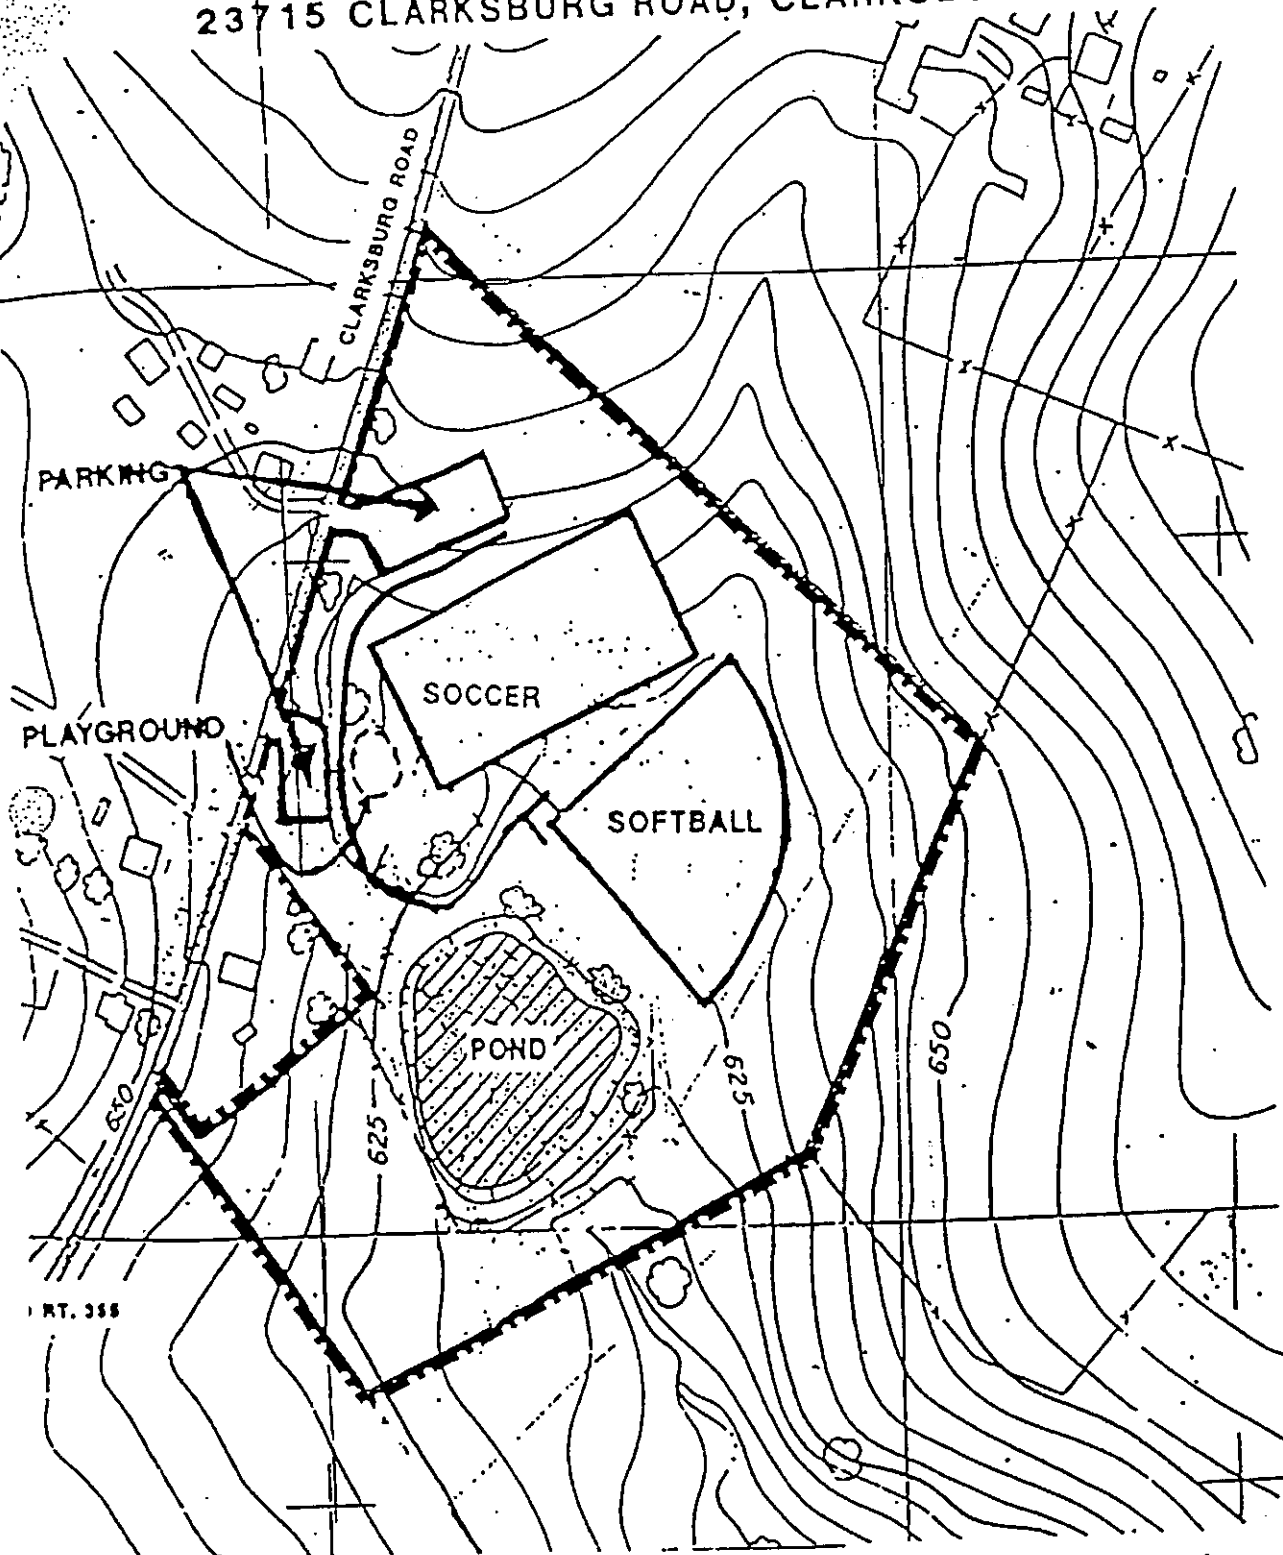 23715 CLARKSBURG ROAD,
CLARKSBURG ROAD
PARKING
SOCCER
PLAYGROUND
SOFTBALL
POND
650
625
650
625
RT. 355